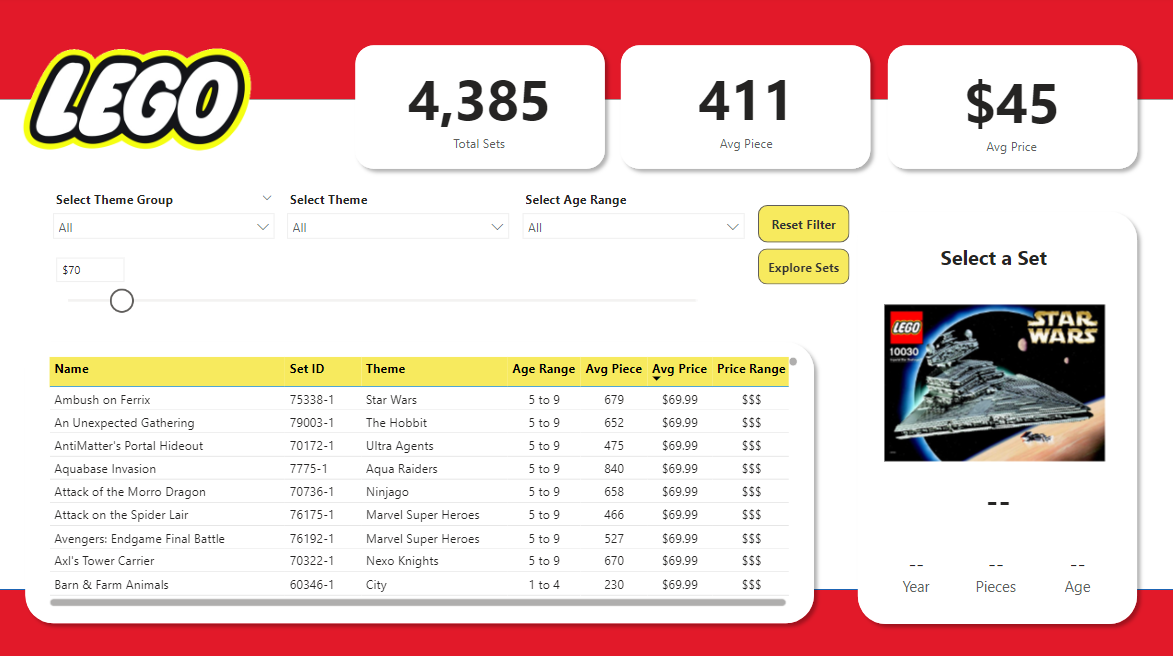 LEGO
4,385
Total Sets
411
Avg Piece
$45
Avg Price
Select Theme Group
All
Select Theme
All
Select Age Range
All
Reset Filter
Explore Sets
$70
Name Set ID Theme Age Range Avg Piece Avg Price Price Range
Ambush on Ferrix 75338-1 Star Wars 5 to 9 679 $69.99 $$$
An Unexpected Gathering 79003-1 The Hobbit 5 to 9 652 $69.99 $$$
AntiMatter's Portal Hideout 70172-1 Ultra Agents 5 to 9 475 $69.99 $$$
Aquabase Invasion 7775-1 Aqua Raiders 5 to 9 840 $69.99 $$$
Attack of the Morro Dragon 70736-1 Ninjago 5 to 9 658 $69.99 $$$
Attack on the Spider Lair 76175-1 Marvel Super Heroes 5 to 9 466 $69.99 $$$
Avengers: Endgame Final Battle 76192-1 Marvel Super Heroes 5 to 9 527 $69.99 $$$
Axl's Tower Carrier 70322-1 Nexo Knights 5 to 9 670 $69.99 $$$
Barn & Farm Animals 60346-1 City 1 to 4 230 $69.99 $$$
Select a Set
LEGO
10030
STAR
WARS
--
-- -- --
Year Pieces Age